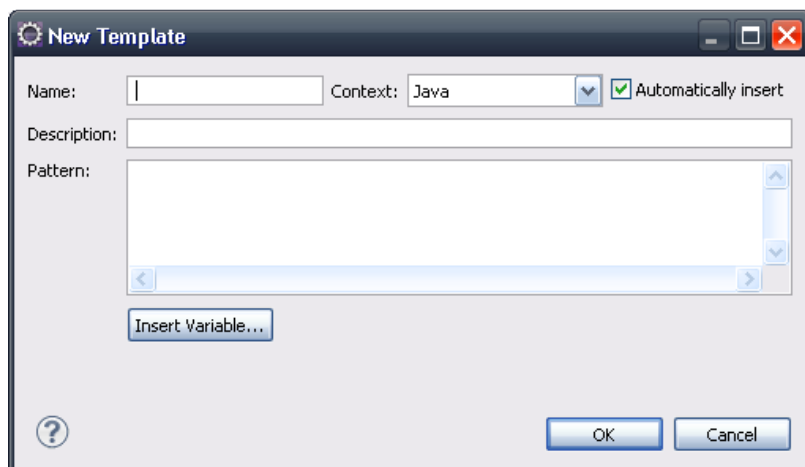 New Template
Name: Context: Java Automatically insert
Description:
Pattern:
Insert Variable...
?
OK Cancel